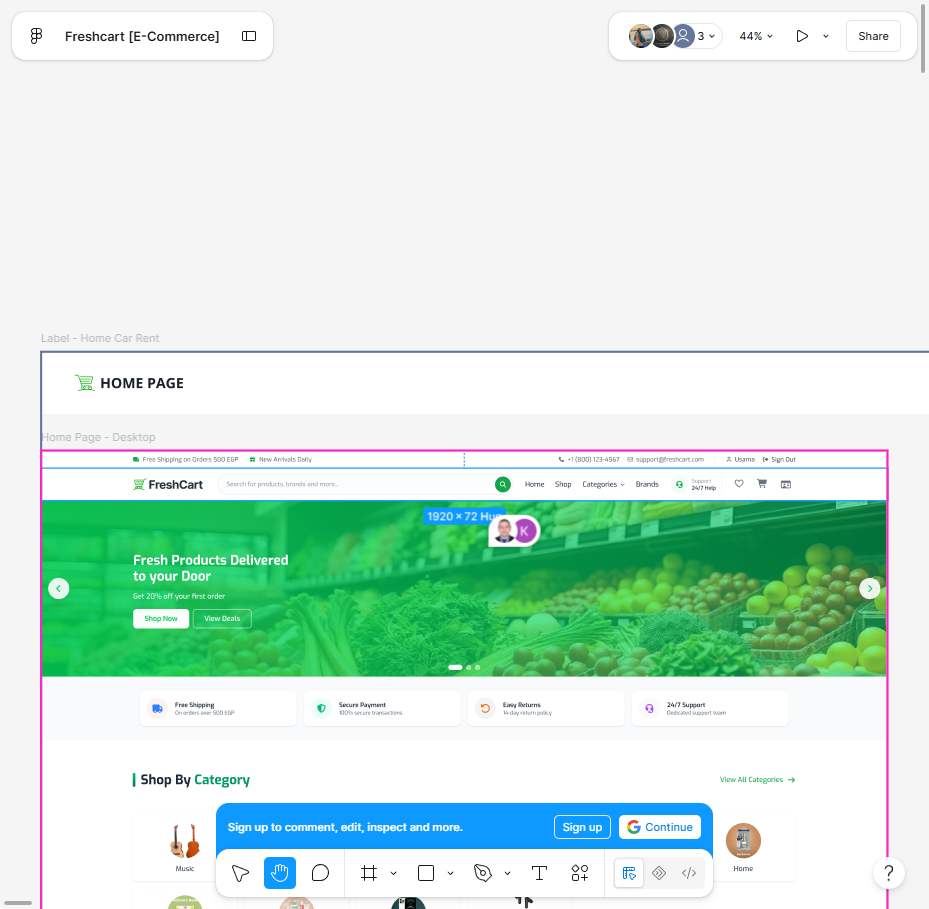 Freshcart [E-Commerce]
3
44%
Share
Label - Home Car Rent
HOME PAGE
Home Page - Desktop
Free Shipping on Orders 500 EGP
New Arrivals Daily
+1 (800) 123-4567
support@freshcart.com
Usama
Sign Out
FreshCart
Search for products, brands and more...
Home
Shop
Categories
Brands
Support
24/7 Help
1920 × 72 Hug
K
Fresh Products Delivered
to your Door
Get 20% off your first order
Shop Now
View Deals
Free Shipping
On orders over 500 EGP
Secure Payment
100% secure transactions
Easy Returns
14-day return policy
24/7 Support
Dedicated support team
Shop By Category
View All Categories
Music
Home
Sign up to comment, edit, inspect and more.
Sign up
Continue
?